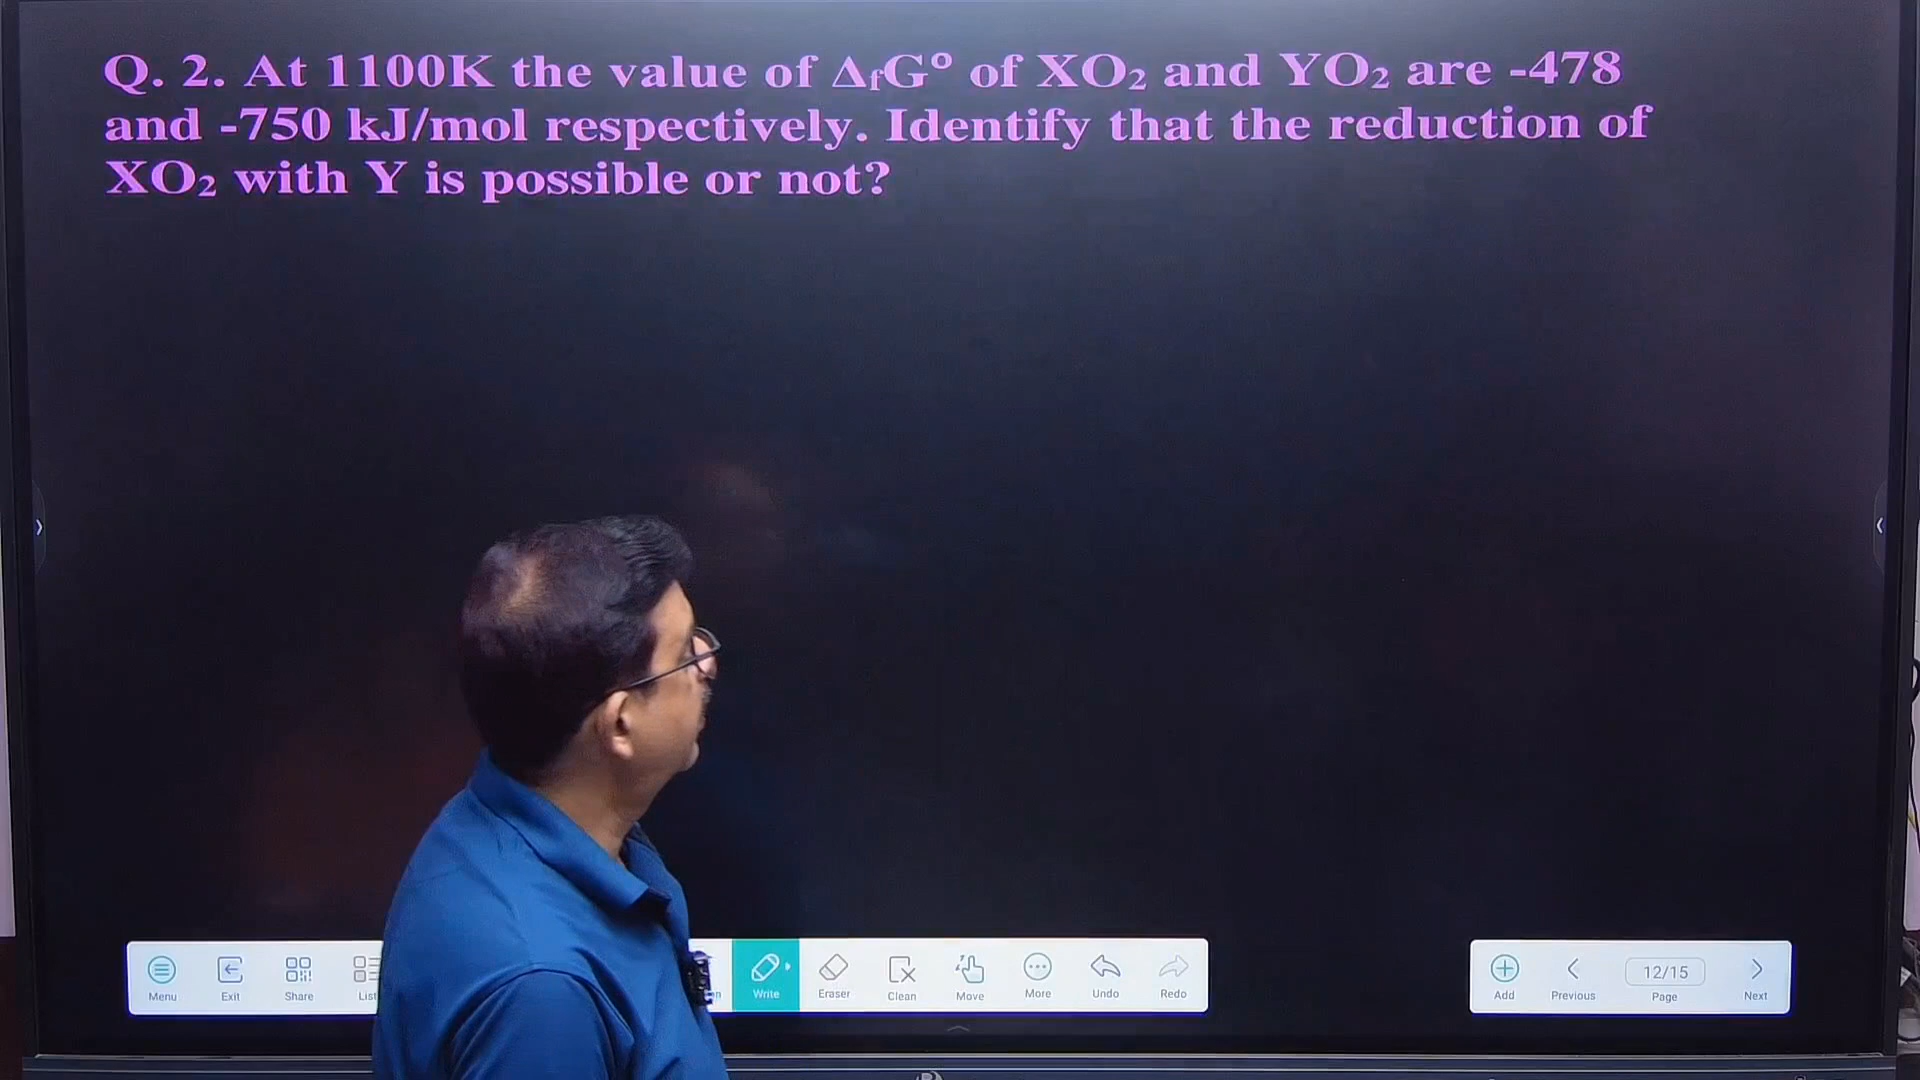 Q. 2. At 1100K the value of ΔfG° of XO₂ and YO₂ are -478
and -750 kJ/mol respectively. Identify that the reduction of
XO₂ with Y is possible or not?
Menu
Exit
Share
List
Write
Eraser
Clean
Move
More
Undo
Redo
Add
Previous
12/15
Page
Next